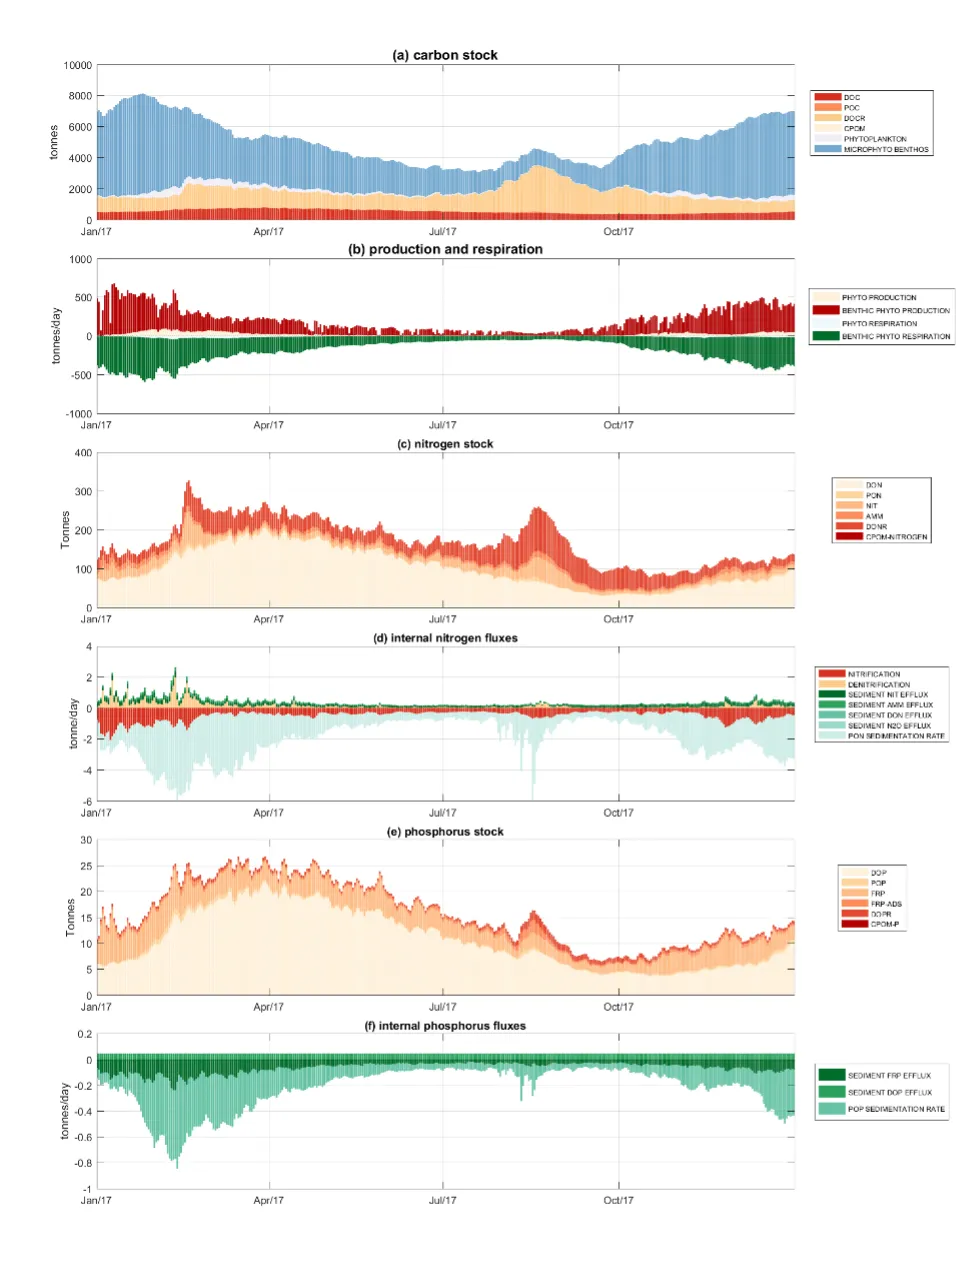 (a) carbon stock
10000
8000
6000
4000
2000
0
tonnes
Jan/17 Apr/17 Jul/17 Oct/17
DOC
POC
DOCR
CPOM
PHYTOPLANKTON
MICROPHYTO BENTHOS
(b) production and respiration
1000
500
0
-500
-1000
tonnes/day
Jan/17 Apr/17 Jul/17 Oct/17
PHYTO PRODUCTION
BENTHIC PHYTO PRODUCTION
PHYTO RESPIRATION
BENTHIC PHYTO RESPIRATION
(c) nitrogen stock
400
300
200
100
0
Tonnes
Jan/17 Apr/17 Jul/17 Oct/17
DON
PON
NIT
AMM
DONR
CPOM-NITROGEN
(d) internal nitrogen fluxes
4
2
0
-2
-4
-6
tonne/day
Jan/17 Apr/17 Jul/17 Oct/17
NITRIFICATION
DENITRIFICATION
SEDIMENT NIT EFFLUX
SEDIMENT AMM EFFLUX
SEDIMENT DON EFFLUX
SEDIMENT N2O EFFLUX
PON SEDIMENTATION RATE
(e) phosphorus stock
30
25
20
15
10
5
0
Tonnes
Jan/17 Apr/17 Jul/17 Oct/17
DOP
POP
FRP
FRP-ADS
DOPR
CPOM-P
(f) internal phosphorus fluxes
0.2
0
-0.2
-0.4
-0.6
-0.8
-1
tonnes/day
Jan/17 Apr/17 Jul/17 Oct/17
SEDIMENT FRP EFFLUX
SEDIMENT DOP EFFLUX
POP SEDIMENTATION RATE